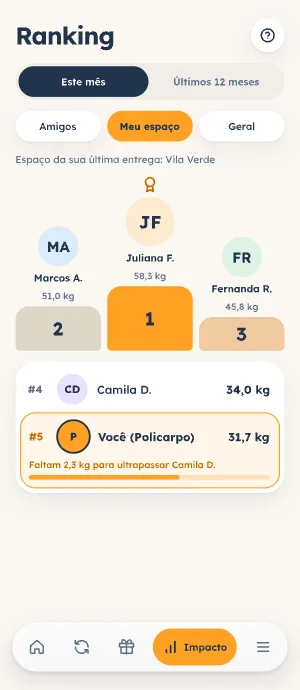 Ranking
Este mês
Últimos 12 meses
Amigos
Meu espaço
Geral
Espaço da sua última entrega: Vila Verde
JF
Juliana F.
58,3 kg
1
MA
Marcos A.
51,0 kg
2
FR
Fernanda R.
45,8 kg
3
#4 CD Camila D. 34,0 kg
#5 P Você (Policarpo) 31,7 kg
Faltam 2,3 kg para ultrapassar Camila D.
Impacto